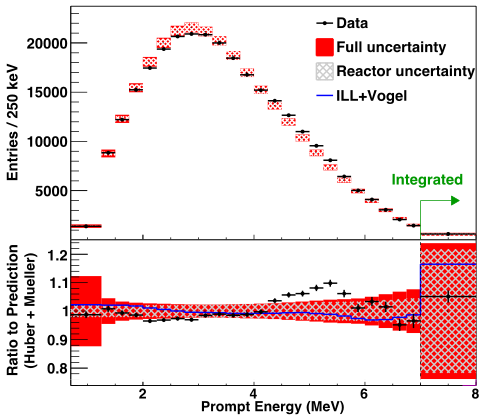 Data
Full uncertainty
Reactor uncertainty
ILL+Vogel
Integrated
Entries / 250 keV
20000
15000
10000
5000
Ratio to Prediction
(Huber + Mueller)
1.2
1.1
1
0.9
0.8
2 4 6 8
Prompt Energy (MeV)